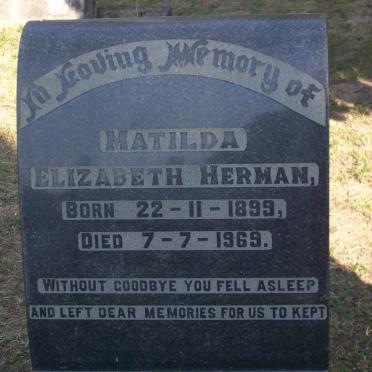 In Loving Memory of
MATILDA
ELIZABETH HERMAN,
BORN 22-11-1899,
DIED 7-7-1969.
WITHOUT GOODBYE YOU FELL ASLEEP
AND LEFT DEAR MEMORIES FOR US TO KEPT